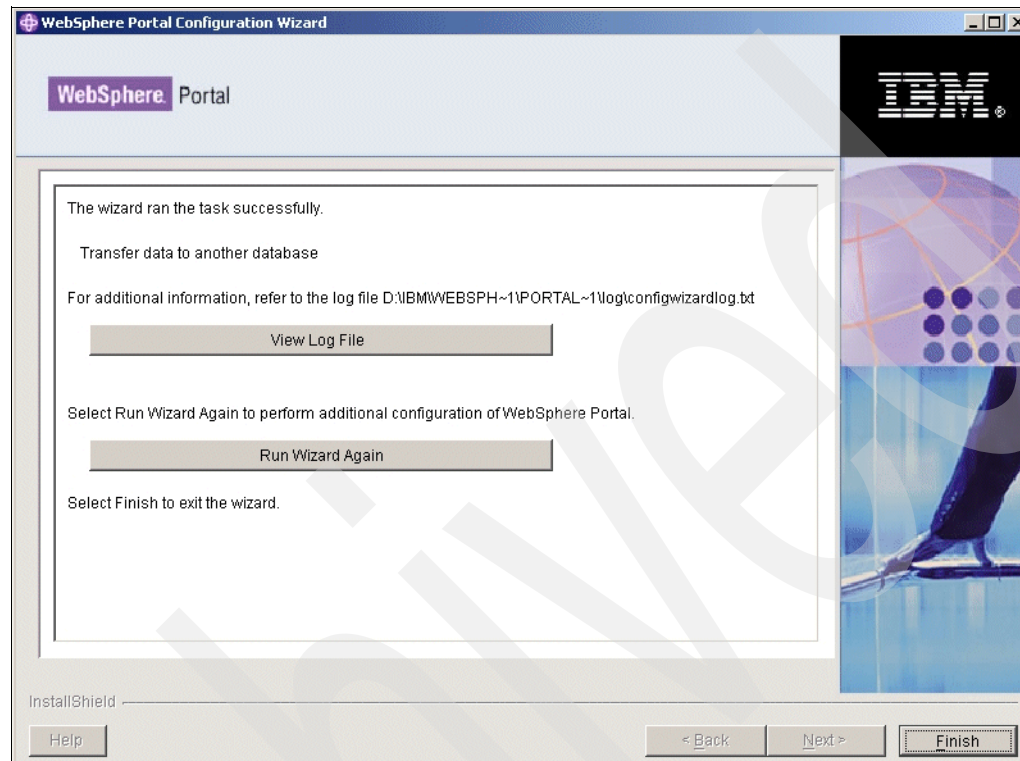 WebSphere Portal Configuration Wizard
WebSphere. Portal
IBM®
The wizard ran the task successfully.
Transfer data to another database
For additional information, refer to the log file D:\IBM\WEBSPH~1\PORTAL~1\log\configwizardlog.txt
View Log File
Select Run Wizard Again to perform additional configuration of WebSphere Portal.
Run Wizard Again
Select Finish to exit the wizard.
InstallShield
Help
< Back
Next >
Finish